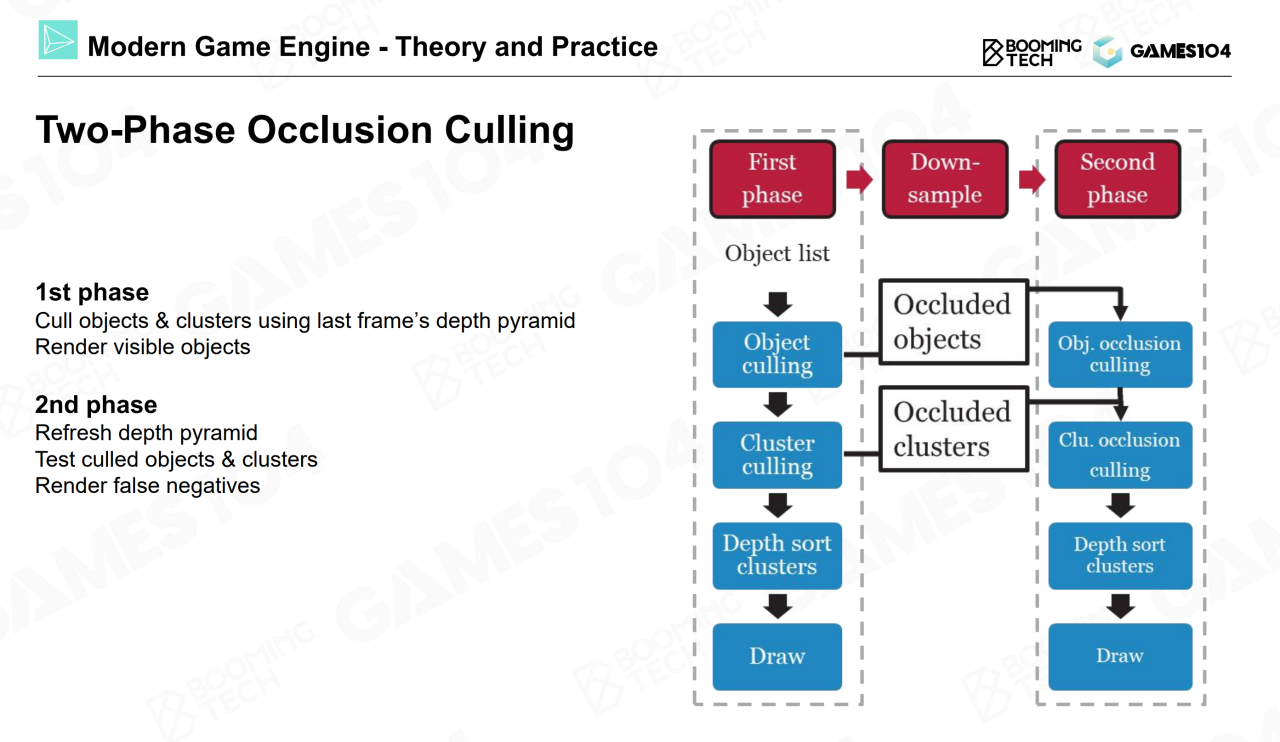 Modern Game Engine - Theory and Practice
BOOMING
TECH
GAMES104
Two-Phase Occlusion Culling
1st phase
Cull objects & clusters using last frame’s depth pyramid
Render visible objects
2nd phase
Refresh depth pyramid
Test culled objects & clusters
Render false negatives
First
phase
Down-
sample
Second
phase
Object list
Object
culling
Cluster
culling
Depth sort
clusters
Draw
Occluded
objects
Occluded
clusters
Obj. occlusion
culling
Clu. occlusion
culling
Depth sort
clusters
Draw